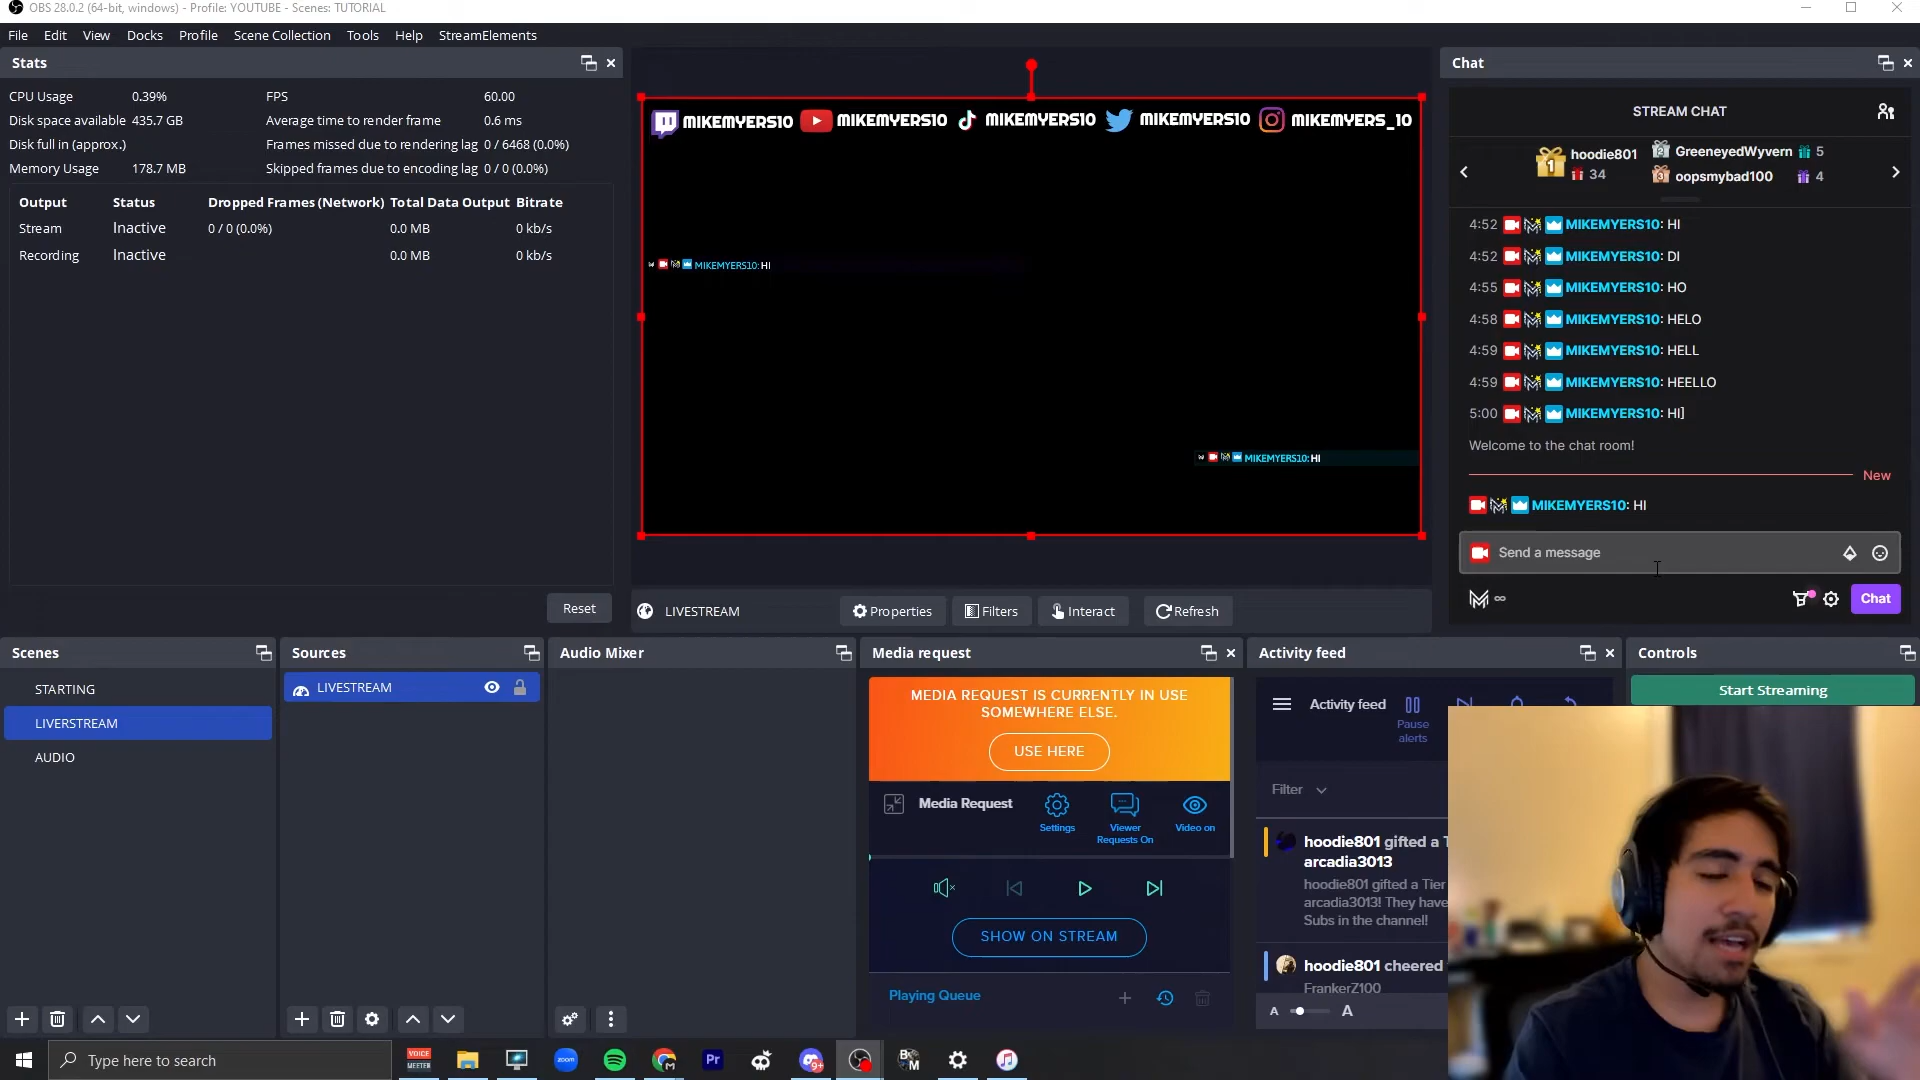 OBS 28.0.2 (64-bit, windows) - Profile: YOUTUBE - Scenes: TUTORIAL
File Edit View Docks Profile Scene Collection Tools Help StreamElements
Stats
CPU Usage 0.39% FPS 60.00
Disk space available 435.7 GB Average time to render frame 0.6 ms
Disk full in (approx.) Frames missed due to rendering lag 0 / 6468 (0.0%)
Memory Usage 178.7 MB Skipped frames due to encoding lag 0 / 0 (0.0%)
Output Status Dropped Frames (Network) Total Data Output Bitrate
Stream Inactive 0 / 0 (0.0%) 0.0 MB 0 kb/s
Recording Inactive 0.0 MB 0 kb/s
Reset
MIKEMYERS10 MIKEMYERS10 MIKEMYERS10 MIKEMYERS10 MIKEMYERS_10
MIKEMYERS10: HI
MIKEMYERS10: HI
LIVESTREAM Properties Filters Interact Refresh
Chat
STREAM CHAT
1 hoodie801 34
2 GreeneyedWyvern 5
3 oopsmybad100 4
4:52 MIKEMYERS10: HI
4:52 MIKEMYERS10: DI
4:55 MIKEMYERS10: HO
4:58 MIKEMYERS10: HELO
4:59 MIKEMYERS10: HELL
4:59 MIKEMYERS10: HEELLO
5:00 MIKEMYERS10: HI]
Welcome to the chat room!
New
MIKEMYERS10: HI
Send a message
∞ Chat
Scenes
STARTING
LIVERSTREAM
AUDIO
Sources
LIVESTREAM
Audio Mixer
Media request
MEDIA REQUEST IS CURRENTLY IN USE
SOMEWHERE ELSE.
USE HERE
Media Request
Settings
Viewer
Requests On
Video on
SHOW ON STREAM
Playing Queue
Activity feed
Activity feed
Pause
alerts
Filter
hoodie801 gifted a T
arcadia3013
hoodie801 gifted a Tier
arcadia3013! They have
Subs in the channel!
hoodie801 cheered
FrankerZ100
A A
Controls
Start Streaming
Type here to search
VOICE
MEETER
zoom
Pr
9+